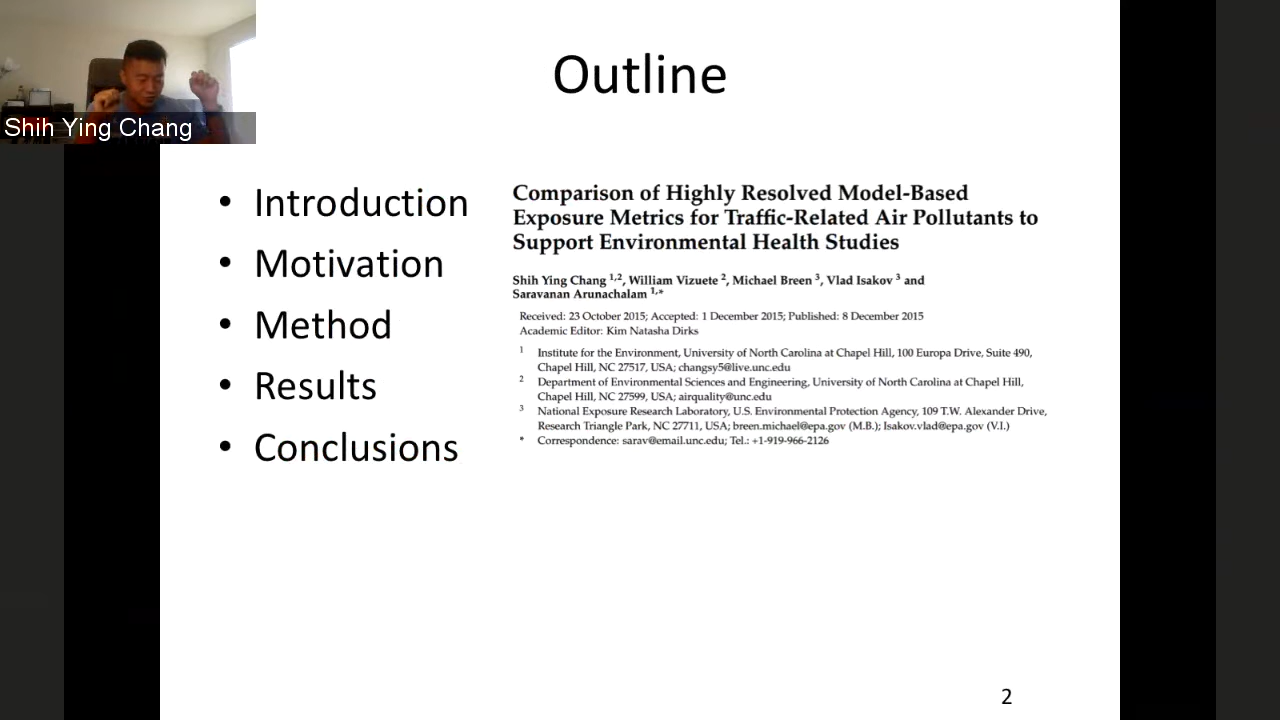 Outline
Shih Ying Chang
• Introduction
• Motivation
• Method
• Results
• Conclusions
Comparison of Highly Resolved Model-Based
Exposure Metrics for Traffic-Related Air Pollutants to
Support Environmental Health Studies
Shih Ying Chang 1,2, William Vizuete 2, Michael Breen 3, Vlad Isakov 3 and
Saravanan Arunachalam 1,*
Received: 23 October 2015; Accepted: 1 December 2015; Published: 8 December 2015
Academic Editor: Kim Natasha Dirks
1 Institute for the Environment, University of North Carolina at Chapel Hill, 100 Europa Drive, Suite 490,
Chapel Hill, NC 27517, USA; changsy5@live.unc.edu
2 Department of Environmental Sciences and Engineering, University of North Carolina at Chapel Hill,
Chapel Hill, NC 27599, USA; airquality@unc.edu
3 National Exposure Research Laboratory, U.S. Environmental Protection Agency, 109 T.W. Alexander Drive,
Research Triangle Park, NC 27711, USA; breen.michael@epa.gov (M.B.); Isakov.vlad@epa.gov (V.I.)
* Correspondence: sarav@email.unc.edu; Tel.: +1-919-966-2126
2